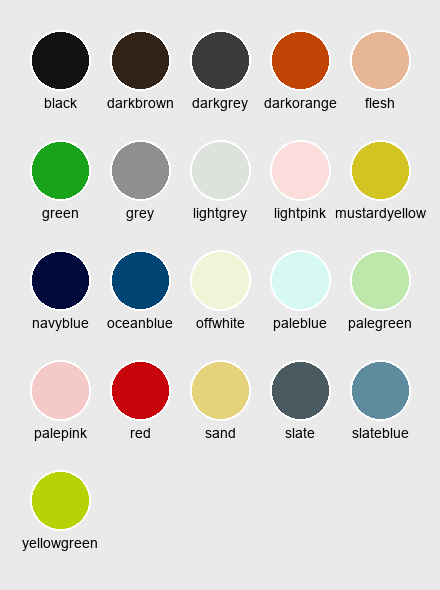 black darkbrown darkgrey darkorange flesh
green grey lightgrey lightpink mustardyellow
navyblue oceanblue offwhite paleblue palegreen
palepink red sand slate slateblue
yellowgreen